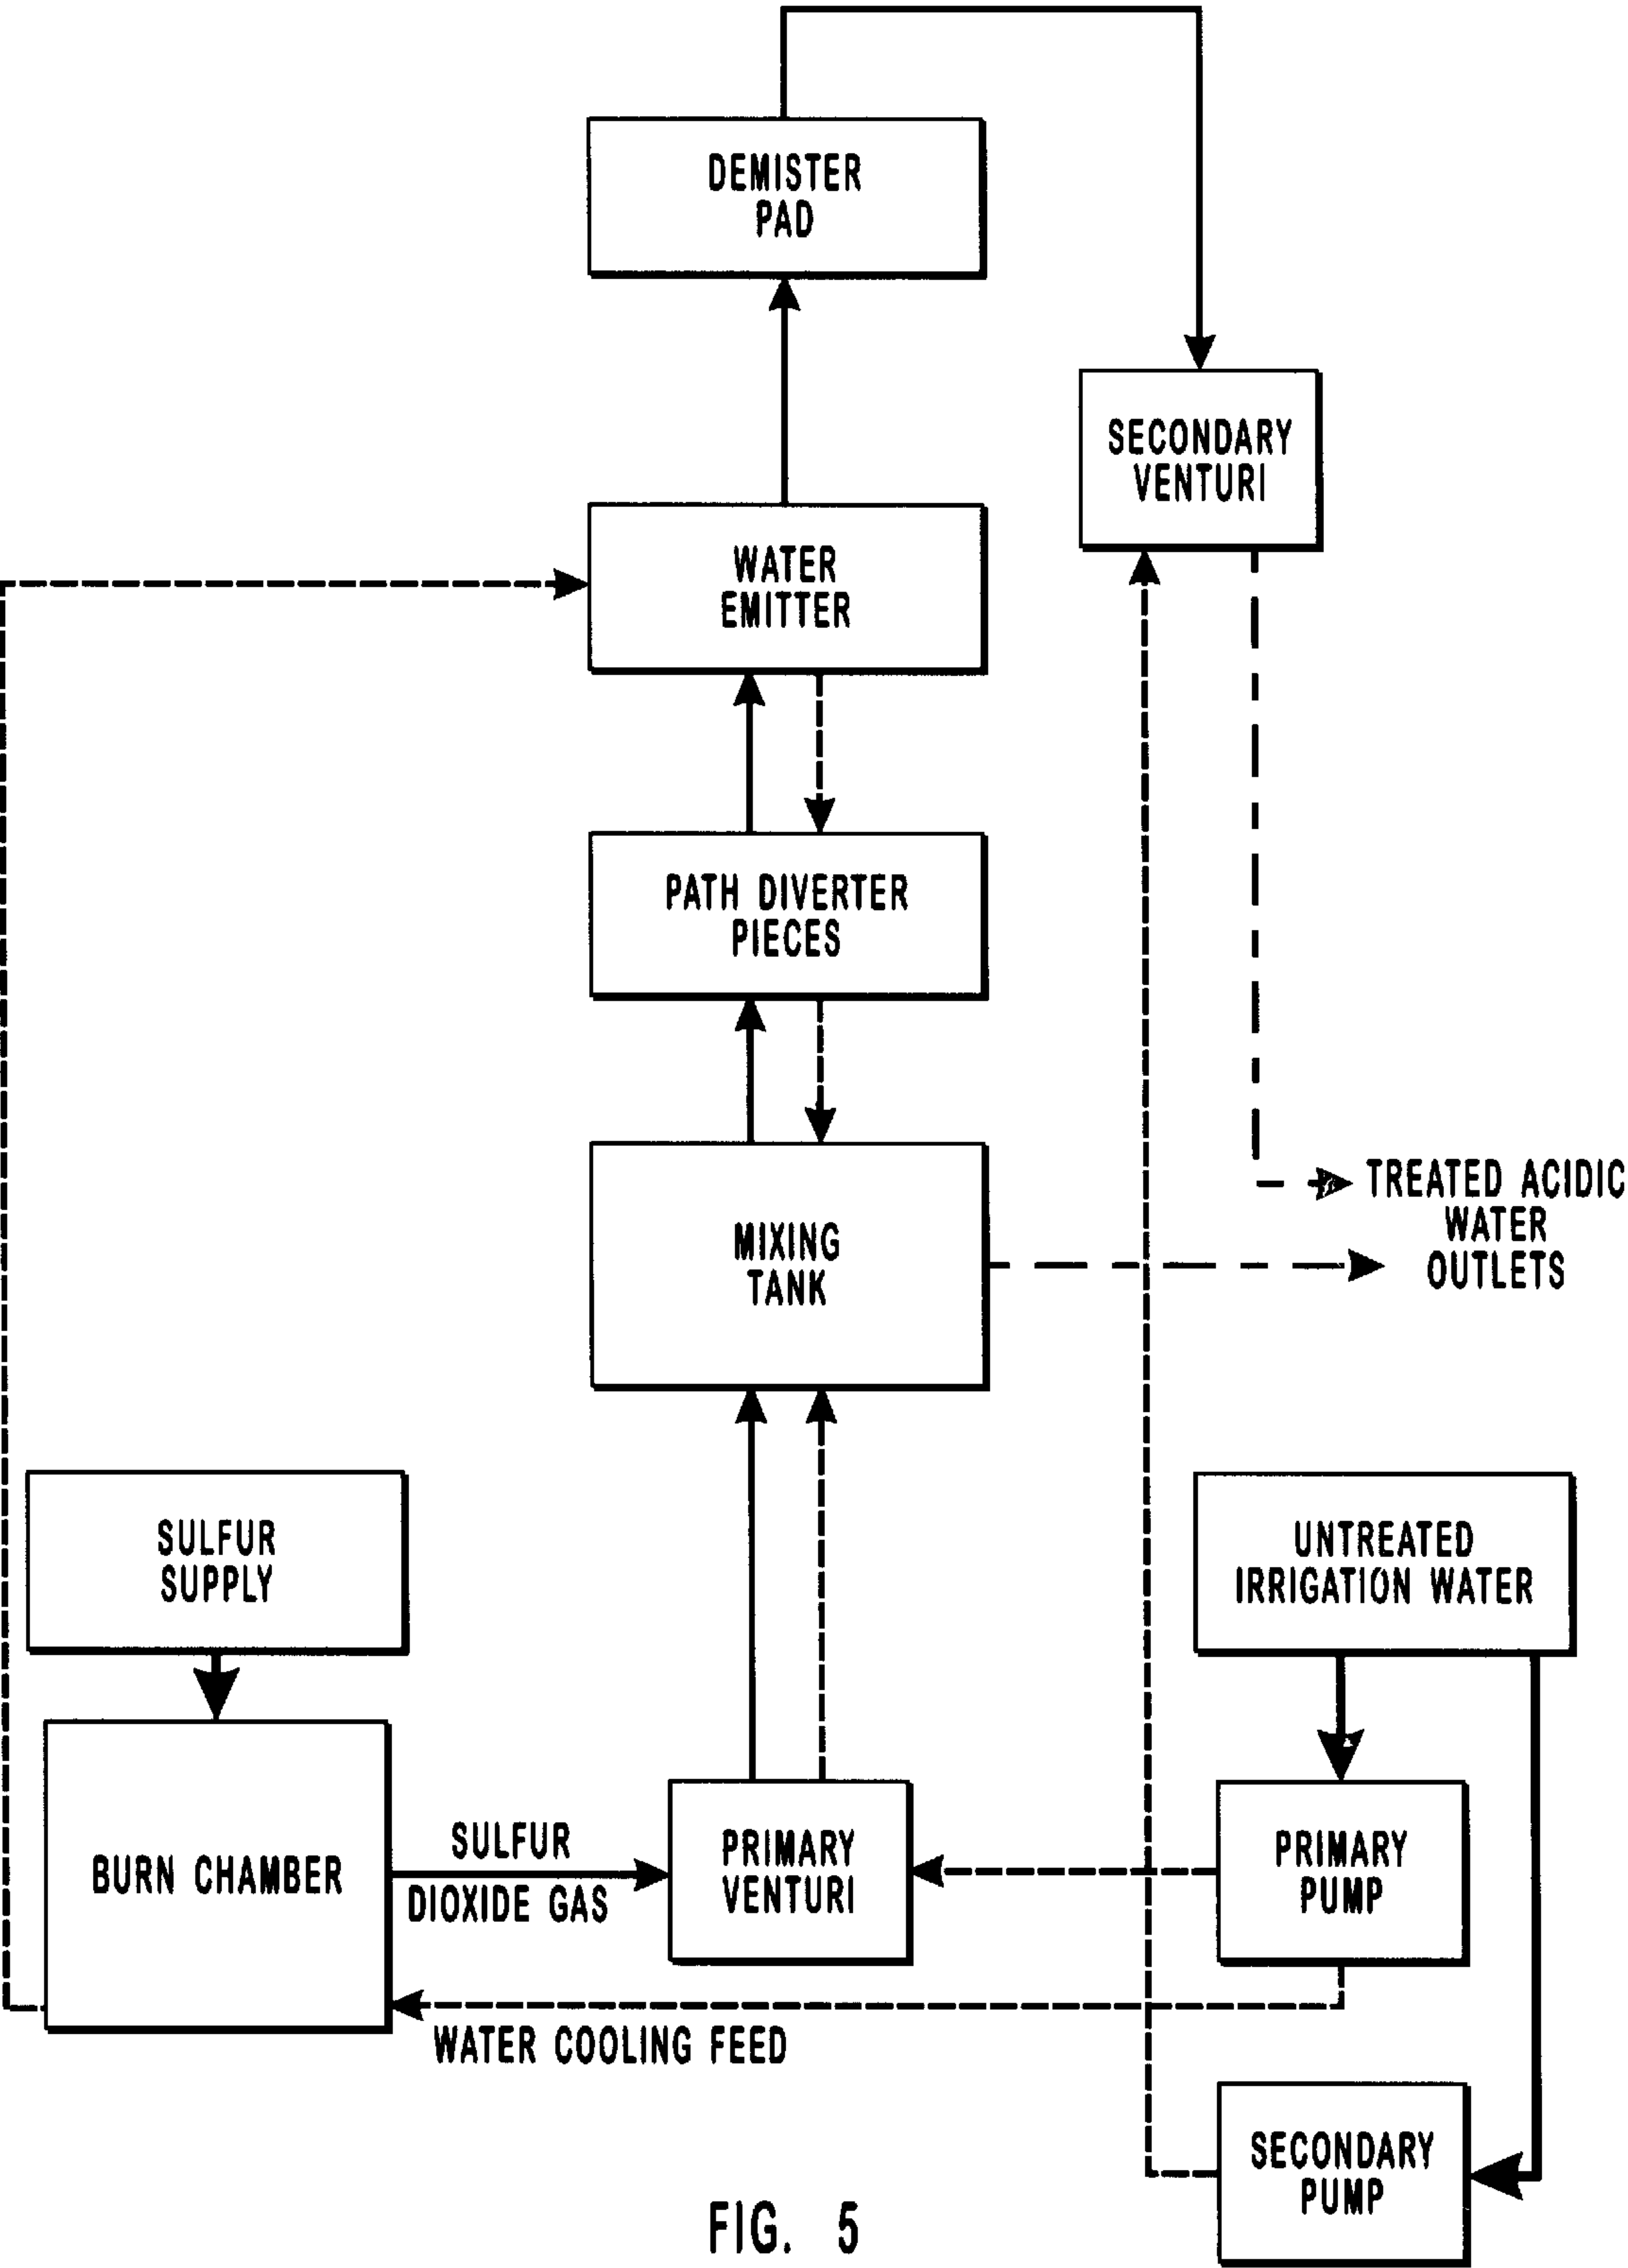 DEMISTER
PAD
SECONDARY
VENTURI
WATER
EMITTER
PATH DIVERTER
PIECES
TREATED ACIDIC
WATER
OUTLETS
MIXING
TANK
SULFUR
SUPPLY
UNTREATED
IRRIGATION WATER
BURN CHAMBER
SULFUR
DIOXIDE GAS
PRIMARY
VENTURI
PRIMARY
PUMP
WATER COOLING FEED
SECONDARY
PUMP
FIG. 5